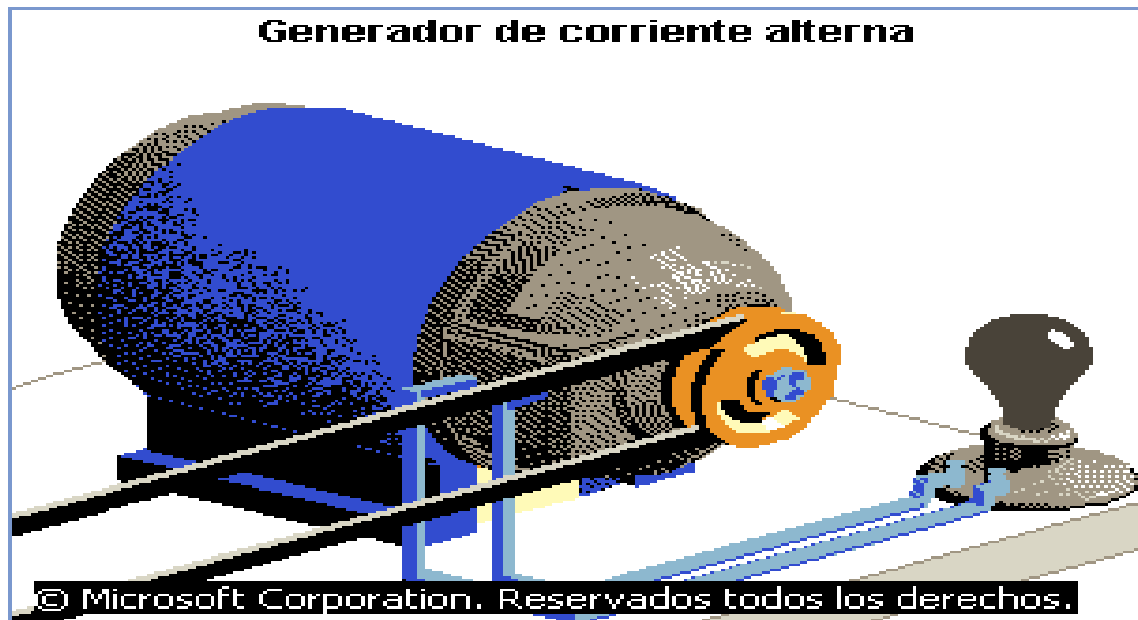 Generador de corriente alterna
© Microsoft Corporation. Reservados todos los derechos.